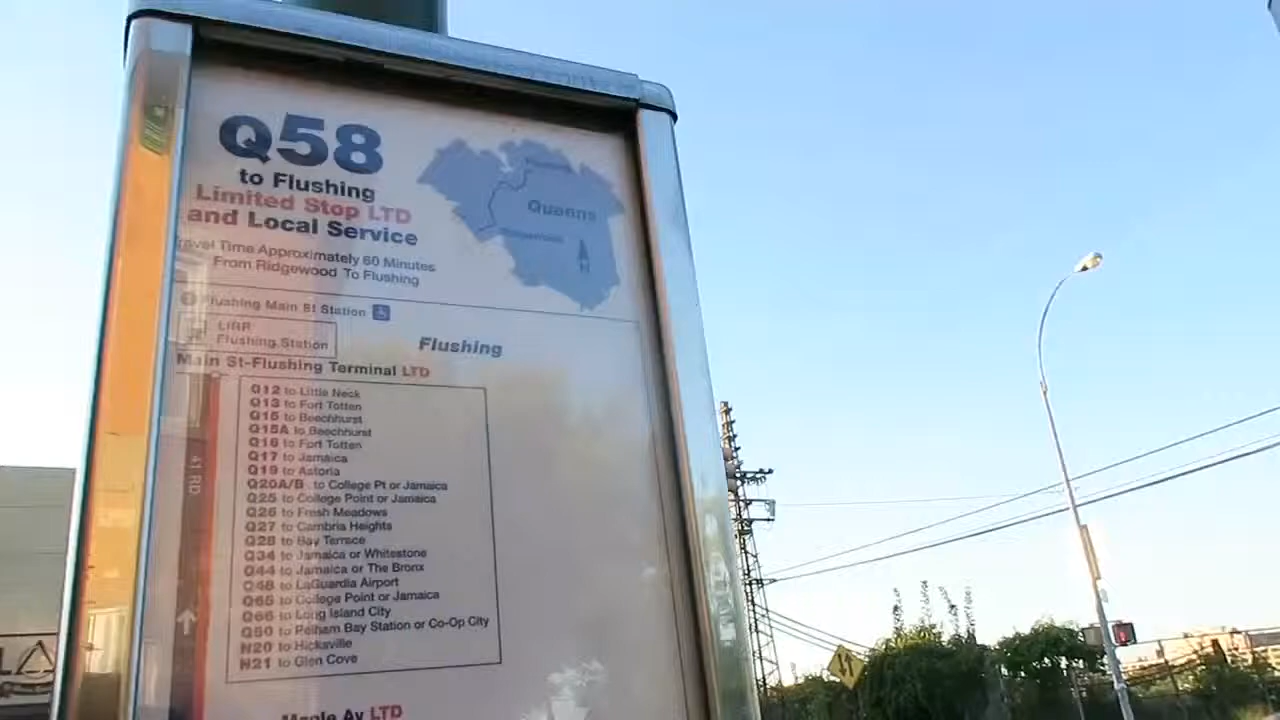 Q58
to Flushing
Limited Stop LTD
and Local Service
Travel Time Approximately 60 Minutes
From Ridgewood To Flushing
Queens
Flushing Main St Station
LIRR
Flushing Station
Flushing
Main St-Flushing Terminal LTD
Q12 to Little Neck
Q13 to Fort Totten
Q15 to Beechhurst
Q15A to Beechhurst
Q16 to Fort Totten
Q17 to Jamaica
Q19 to Astoria
Q20A/B to College Pt or Jamaica
Q25 to College Point or Jamaica
Q26 to Fresh Meadows
Q27 to Cambria Heights
Q28 to Bay Terrace
Q34 to Jamaica or Whitestone
Q44 to Jamaica or The Bronx
Q48 to LaGuardia Airport
Q65 to College Point or Jamaica
Q66 to Long Island City
Q50 to Pelham Bay Station or Co-Op City
N20 to Hicksville
N21 to Glen Cove
41 RD
Maple Av LTD